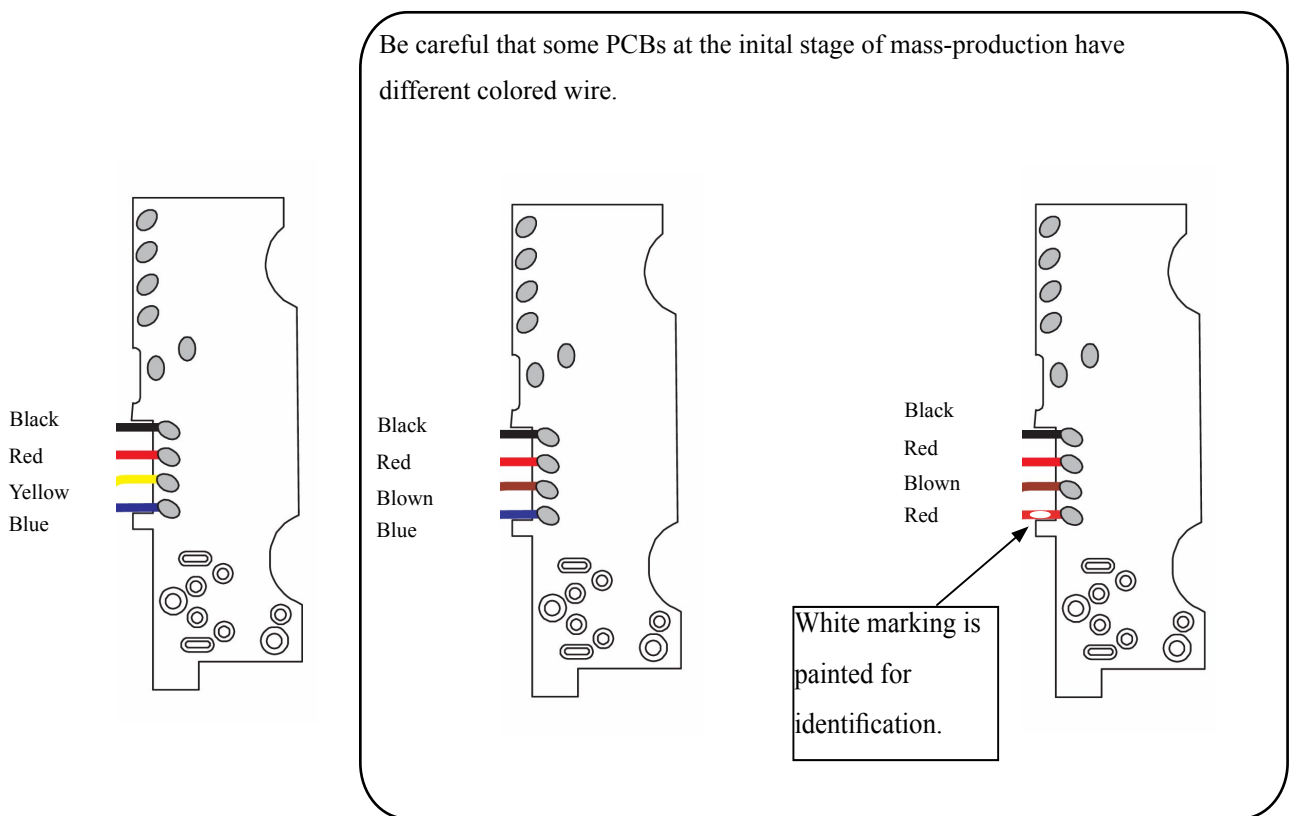 Be careful that some PCBs at the inital stage of mass-production have
different colored wire.
Black
Red
Yellow
Blue
Black
Red
Blown
Blue
Black
Red
Blown
Red
White marking is
painted for
identification.